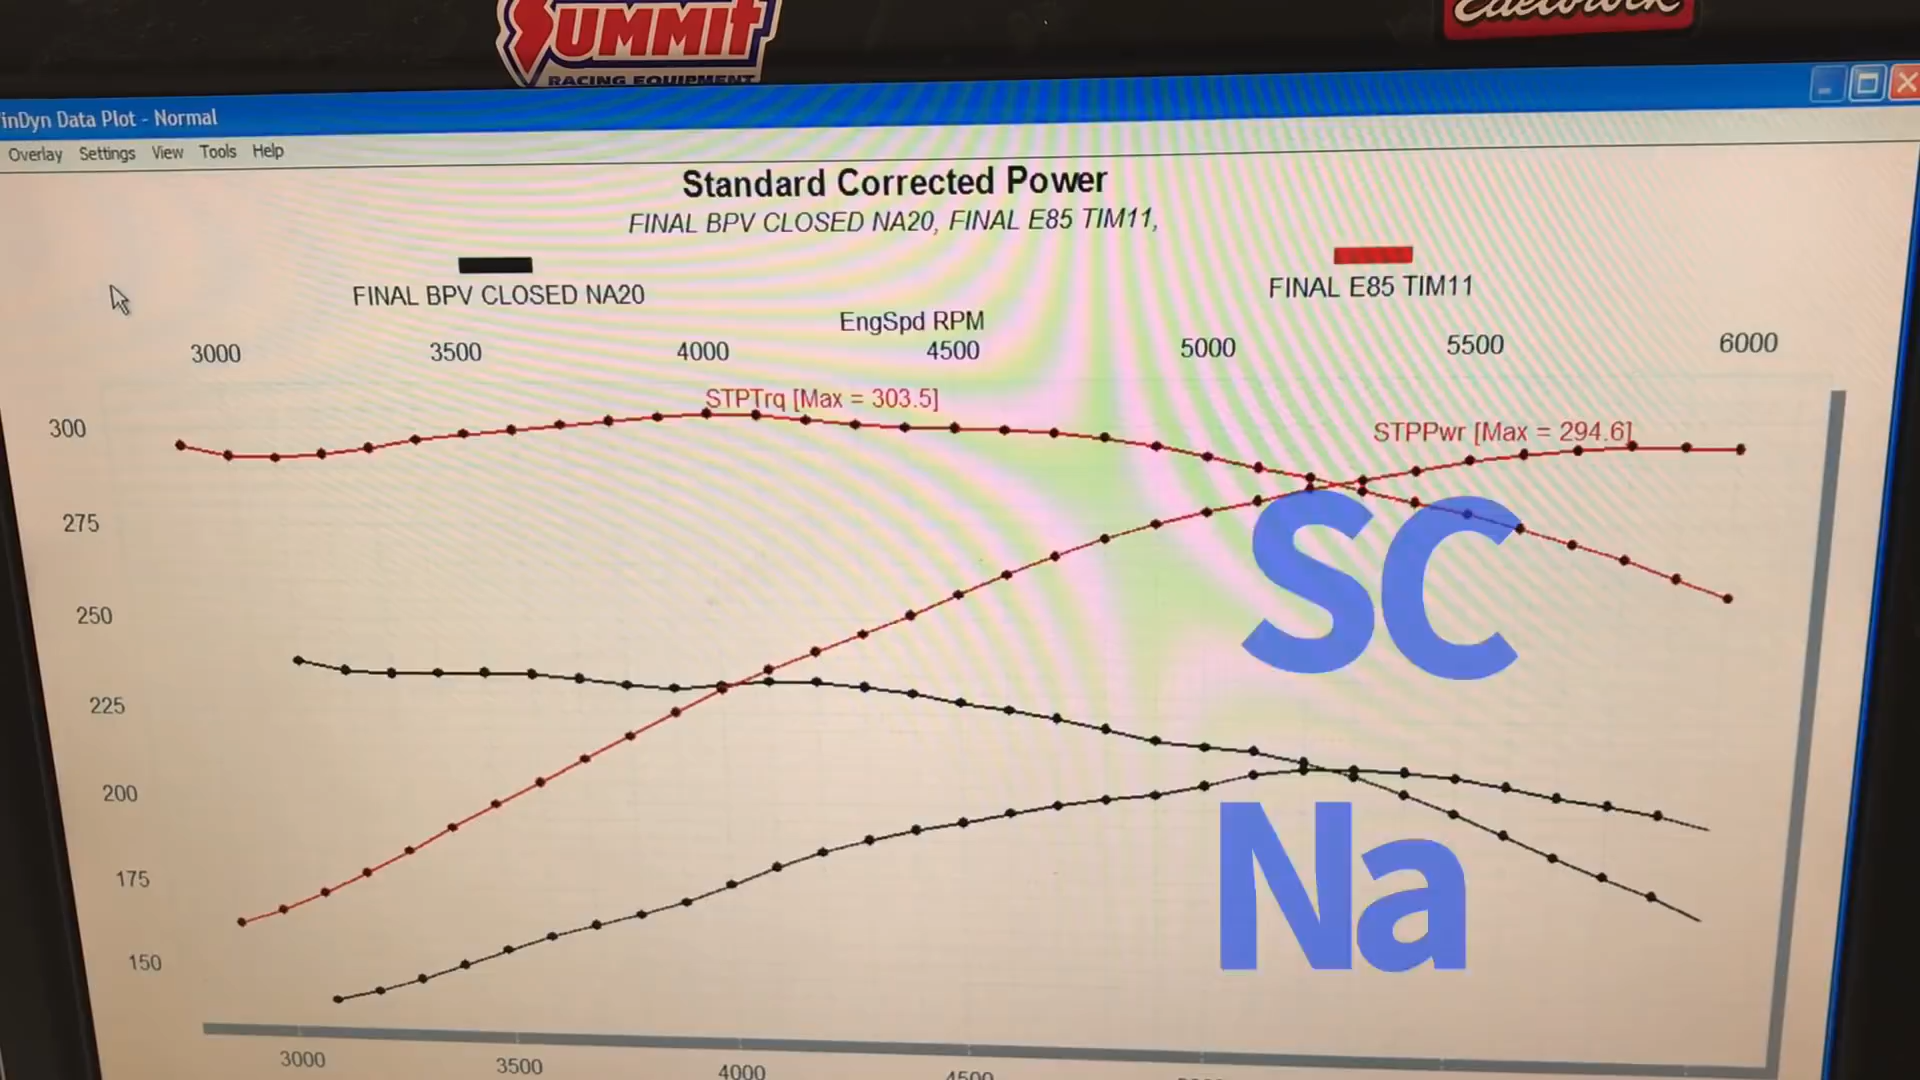 SUMMIT
RACING EQUIPMENT
Edelbrock
inDyn Data Plot - Normal
Overlay Settings View Tools Help
Standard Corrected Power
FINAL BPV CLOSED NA20, FINAL E85 TIM11,
FINAL BPV CLOSED NA20
FINAL E85 TIM11
EngSpd RPM
3000 3500 4000 4500 5000 5500 6000
STPTrq [Max = 303.5]
STPPwr [Max = 294.6]
300
275
250
225
200
175
150
SC
Na
3000 3500 4000 4500